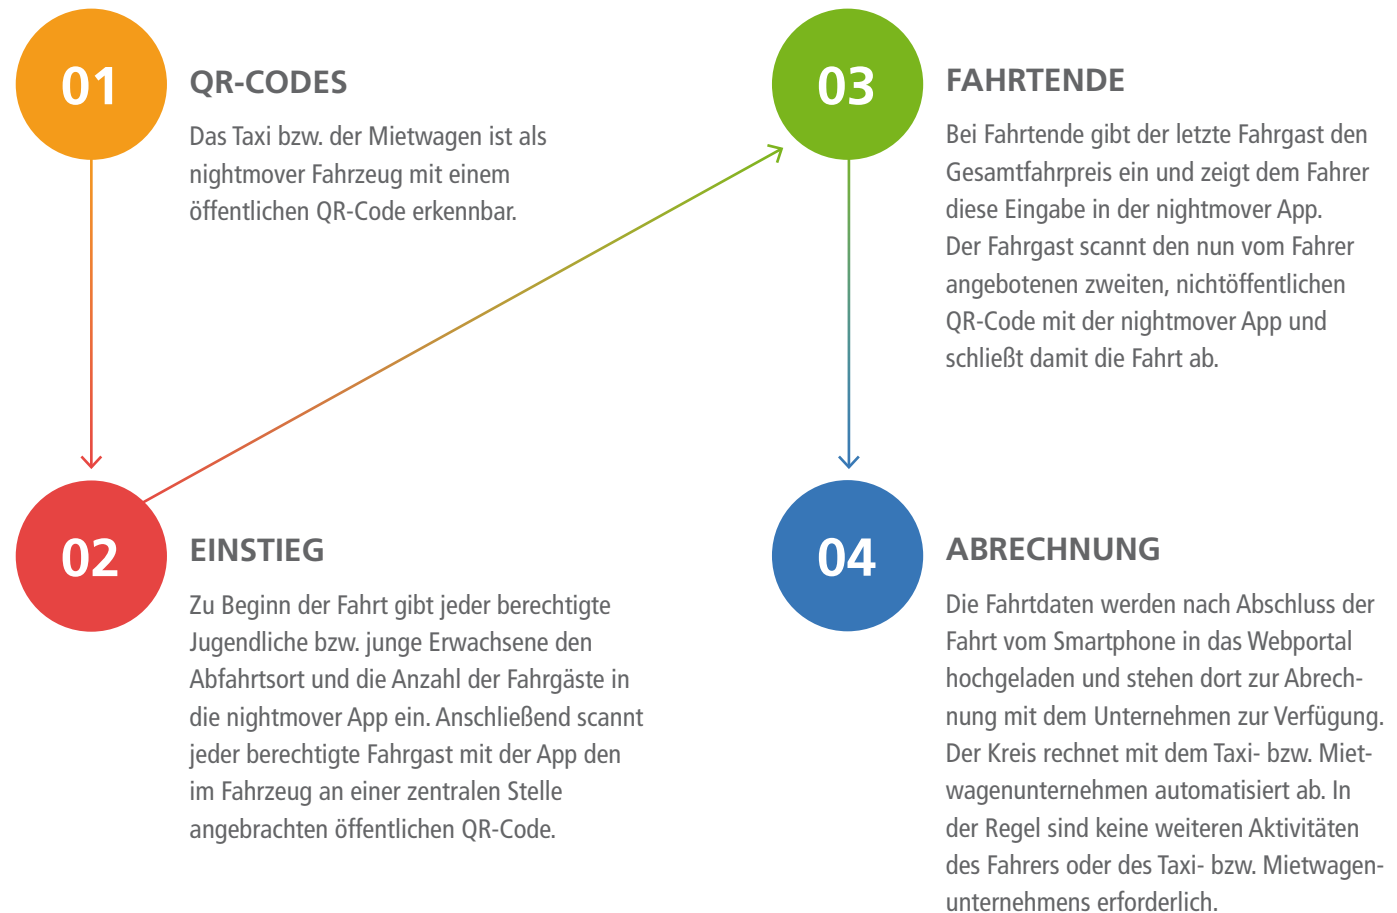 01
QR-CODES
Das Taxi bzw. der Mietwagen ist als
nightmover Fahrzeug mit einem
öffentlichen QR-Code erkennbar.
02
EINSTIEG
Zu Beginn der Fahrt gibt jeder berechtigte
Jugendliche bzw. junge Erwachsene den
Abfahrtsort und die Anzahl der Fahrgäste in
die nightmover App ein. Anschließend scannt
jeder berechtigte Fahrgast mit der App den
im Fahrzeug an einer zentralen Stelle
angebrachten öffentlichen QR-Code.
03
FAHRTENDE
Bei Fahrtende gibt der letzte Fahrgast den
Gesamtfahrpreis ein und zeigt dem Fahrer
diese Eingabe in der nightmover App.
Der Fahrgast scannt den nun vom Fahrer
angebotenen zweiten, nichtöffentlichen
QR-Code mit der nightmover App und
schließt damit die Fahrt ab.
04
ABRECHNUNG
Die Fahrtdaten werden nach Abschluss der
Fahrt vom Smartphone in das Webportal
hochgeladen und stehen dort zur Abrech-
nung mit dem Unternehmen zur Verfügung.
Der Kreis rechnet mit dem Taxi- bzw. Miet-
wagenunternehmen automatisiert ab. In
der Regel sind keine weiteren Aktivitäten
des Fahrers oder des Taxi- bzw. Mietwagen-
unternehmens erforderlich.